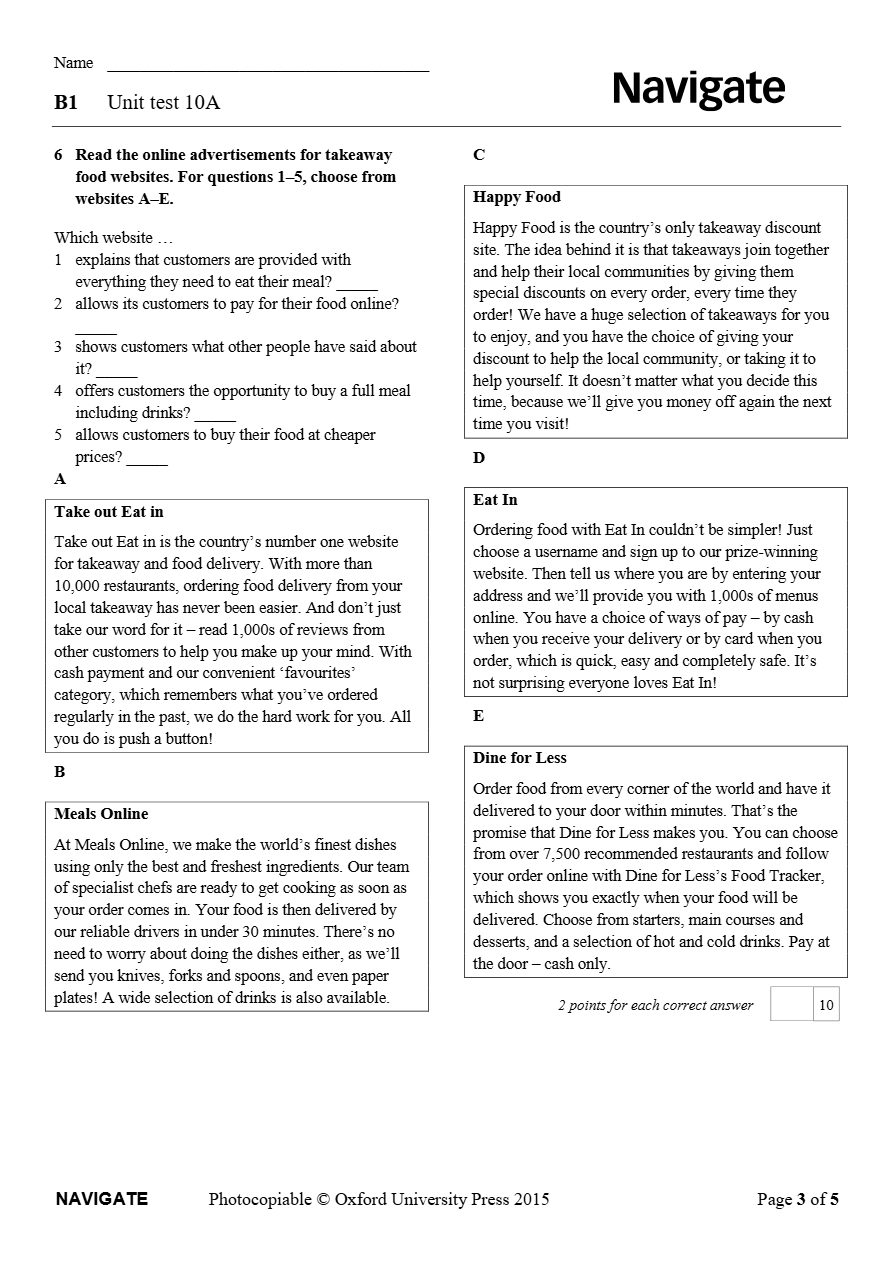 Name
Navigate
B1 Unit test 10A
6 Read the online advertisements for takeaway
food websites. For questions 1–5, choose from
websites A–E.
Which website …
1 explains that customers are provided with
everything they need to eat their meal? _____
2 allows its customers to pay for their food online?
_____
3 shows customers what other people have said about
it? _____
4 offers customers the opportunity to buy a full meal
including drinks? _____
5 allows customers to buy their food at cheaper
prices? _____
A
Take out Eat in
Take out Eat in is the country’s number one website
for takeaway and food delivery. With more than
10,000 restaurants, ordering food delivery from your
local takeaway has never been easier. And don’t just
take our word for it – read 1,000s of reviews from
other customers to help you make up your mind. With
cash payment and our convenient ‘favourites’
category, which remembers what you’ve ordered
regularly in the past, we do the hard work for you. All
you do is push a button!
B
Meals Online
At Meals Online, we make the world’s finest dishes
using only the best and freshest ingredients. Our team
of specialist chefs are ready to get cooking as soon as
your order comes in. Your food is then delivered by
our reliable drivers in under 30 minutes. There’s no
need to worry about doing the dishes either, as we’ll
send you knives, forks and spoons, and even paper
plates! A wide selection of drinks is also available.
C
Happy Food
Happy Food is the country’s only takeaway discount
site. The idea behind it is that takeaways join together
and help their local communities by giving them
special discounts on every order, every time they
order! We have a huge selection of takeaways for you
to enjoy, and you have the choice of giving your
discount to help the local community, or taking it to
help yourself. It doesn’t matter what you decide this
time, because we’ll give you money off again the next
time you visit!
D
Eat In
Ordering food with Eat In couldn’t be simpler! Just
choose a username and sign up to our prize-winning
website. Then tell us where you are by entering your
address and we’ll provide you with 1,000s of menus
online. You have a choice of ways of pay – by cash
when you receive your delivery or by card when you
order, which is quick, easy and completely safe. It’s
not surprising everyone loves Eat In!
E
Dine for Less
Order food from every corner of the world and have it
delivered to your door within minutes. That’s the
promise that Dine for Less makes you. You can choose
from over 7,500 recommended restaurants and follow
your order online with Dine for Less’s Food Tracker,
which shows you exactly when your food will be
delivered. Choose from starters, main courses and
desserts, and a selection of hot and cold drinks. Pay at
the door – cash only.
2 points for each correct answer 10
NAVIGATE Photocopiable © Oxford University Press 2015 Page 3 of 5